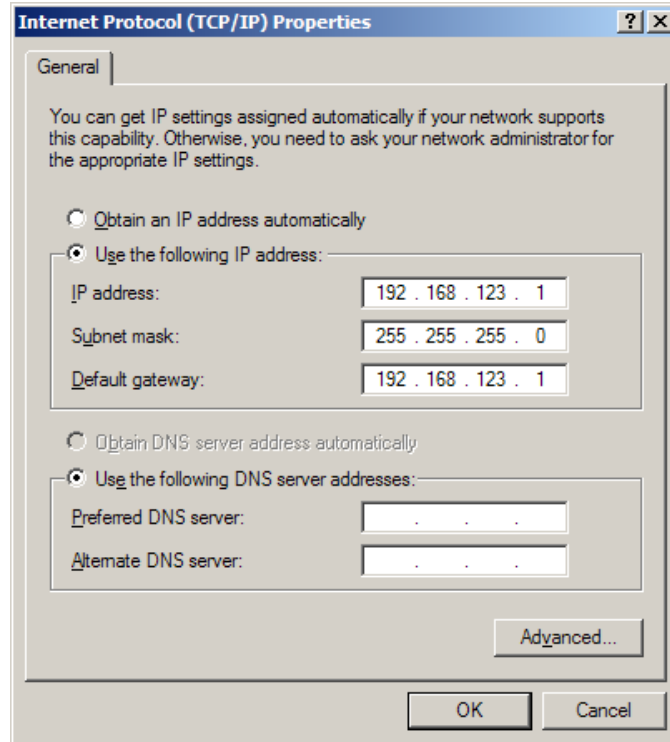 Internet Protocol (TCP/IP) Properties
General
You can get IP settings assigned automatically if your network supports
this capability. Otherwise, you need to ask your network administrator for
the appropriate IP settings.
Obtain an IP address automatically
Use the following IP address:
IP address: 192 . 168 . 123 . 1
Subnet mask: 255 . 255 . 255 . 0
Default gateway: 192 . 168 . 123 . 1
Obtain DNS server address automatically
Use the following DNS server addresses:
Preferred DNS server: . . .
Alternate DNS server: . . .
Advanced...
OK Cancel